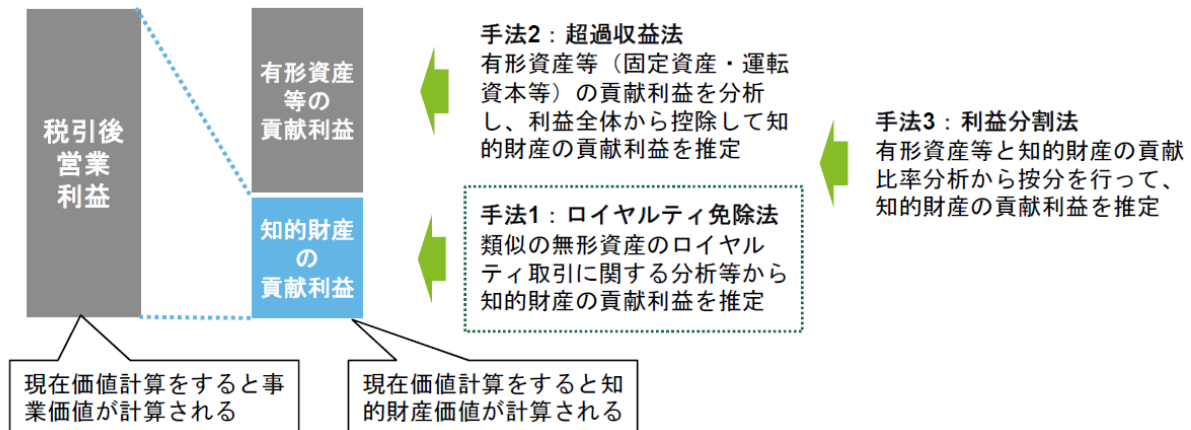 税引後
営業
利益
有形資産
等の
貢献利益
知的財産
の
貢献利益
手法2：超過収益法
有形資産等（固定資産・運転
資本等）の貢献利益を分析
し、利益全体から控除して知
的財産の貢献利益を推定
手法1：ロイヤルティ免除法
類似の無形資産のロイヤル
ティ取引に関する分析等から
知的財産の貢献利益を推定
手法3：利益分割法
有形資産等と知的財産の貢献
比率分析から按分を行って、
知的財産の貢献利益を推定
現在価値計算をすると事
業価値が計算される
現在価値計算をすると知
的財産価値が計算される